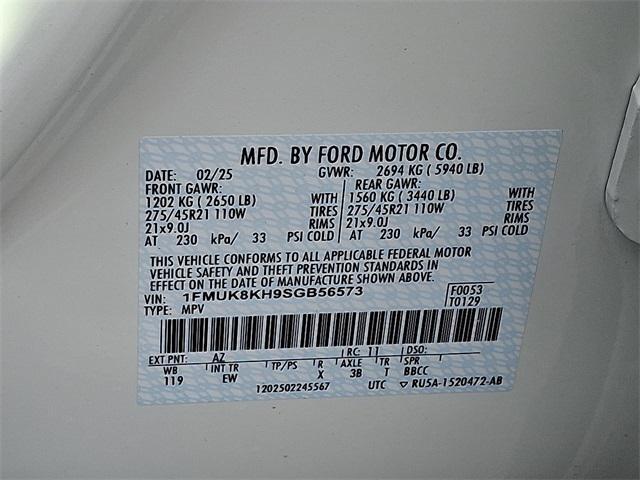 MFD. BY FORD MOTOR CO.
DATE: 02/25 GVWR: 2694 KG ( 5940 LB)
FRONT GAWR: REAR GAWR:
1202 KG ( 2650 LB) WITH 1560 KG ( 3440 LB) WITH
275/45R21 110W TIRES 275/45R21 110W TIRES
21x9.0J RIMS 21x9.0J RIMS
AT 230 kPa/ 33 PSI COLD AT 230 kPa/ 33 PSI COLD
THIS VEHICLE CONFORMS TO ALL APPLICABLE FEDERAL MOTOR
VEHICLE SAFETY AND THEFT PREVENTION STANDARDS IN
EFFECT ON THE DATE OF MANUFACTURE SHOWN ABOVE.
VIN: 1FMUK8KH9SGB56573 F0053
TYPE: MPV T0129
EXT PNT: AZ RC: 11 DSO:
WB INT TR TP/PS R AXLE TR SPR
119 EW X 3B T BBCC
1202502245567 UTC ▽ RU5A-1520472-AB